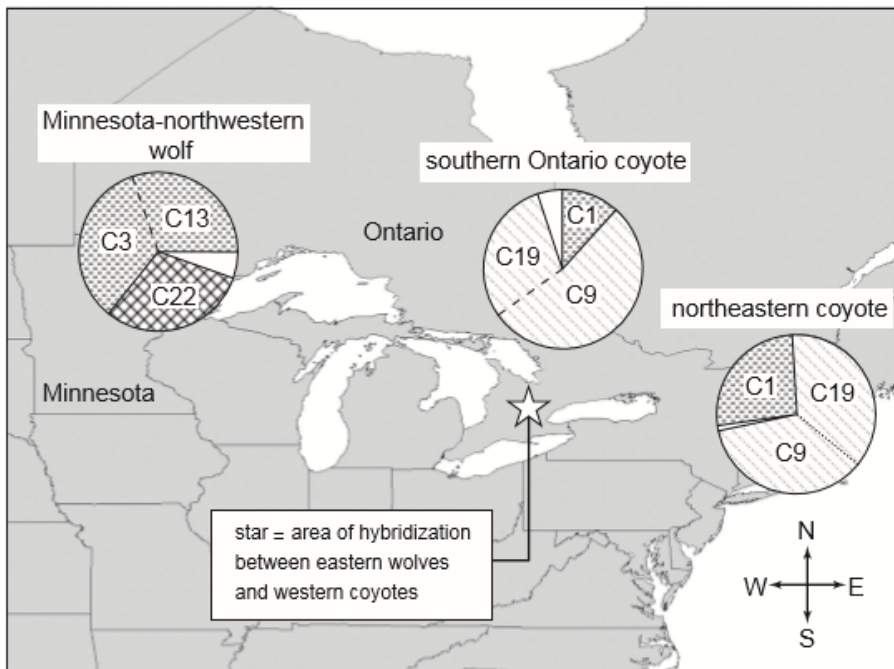 Minnesota-northwestern
wolf
C13
C3
C22
southern Ontario coyote
C1
C19
C9
Ontario
northeastern coyote
C1
C19
C9
Minnesota
star = area of hybridization
between eastern wolves
and western coyotes
N
W
E
S